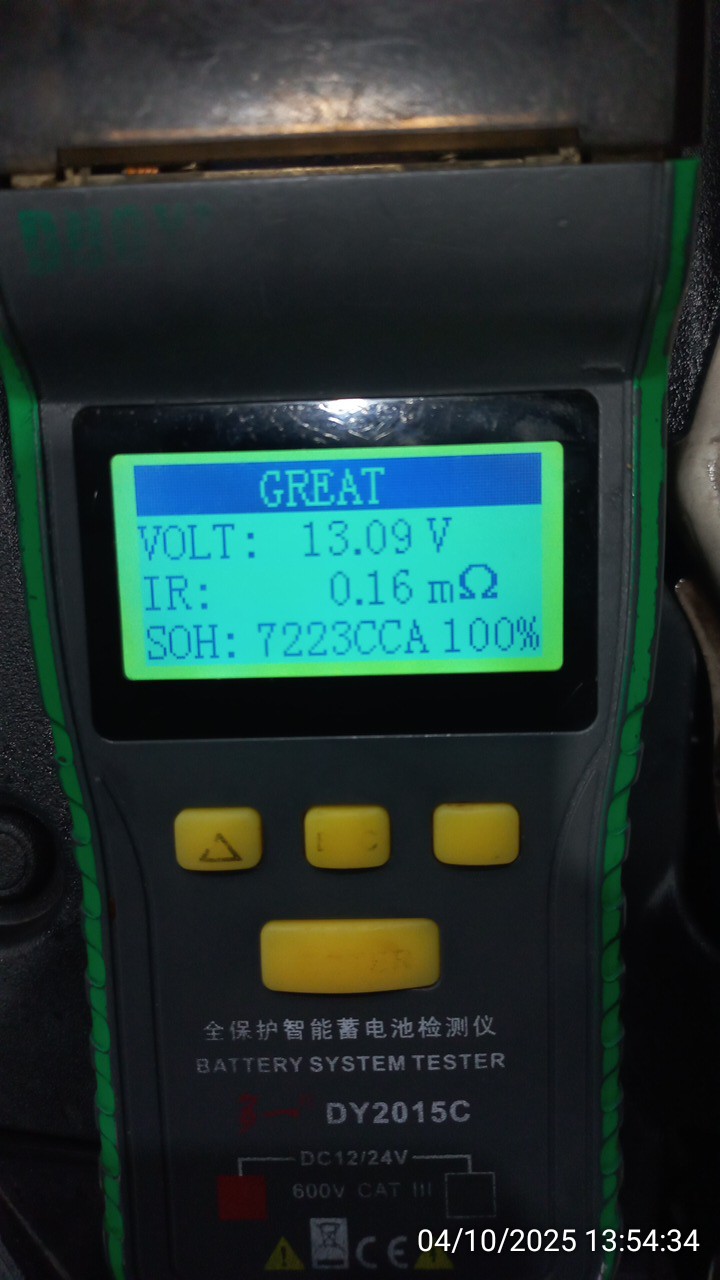 GREAT
VOLT: 13.09 V
IR: 0.16 mΩ
SOH: 7223CCA 100%
全保护智能蓄电池检测仪
BATTERY SYSTEM TESTER
DY2015C
DC12/24V
600V CAT III
CE
04/10/2025 13:54:34